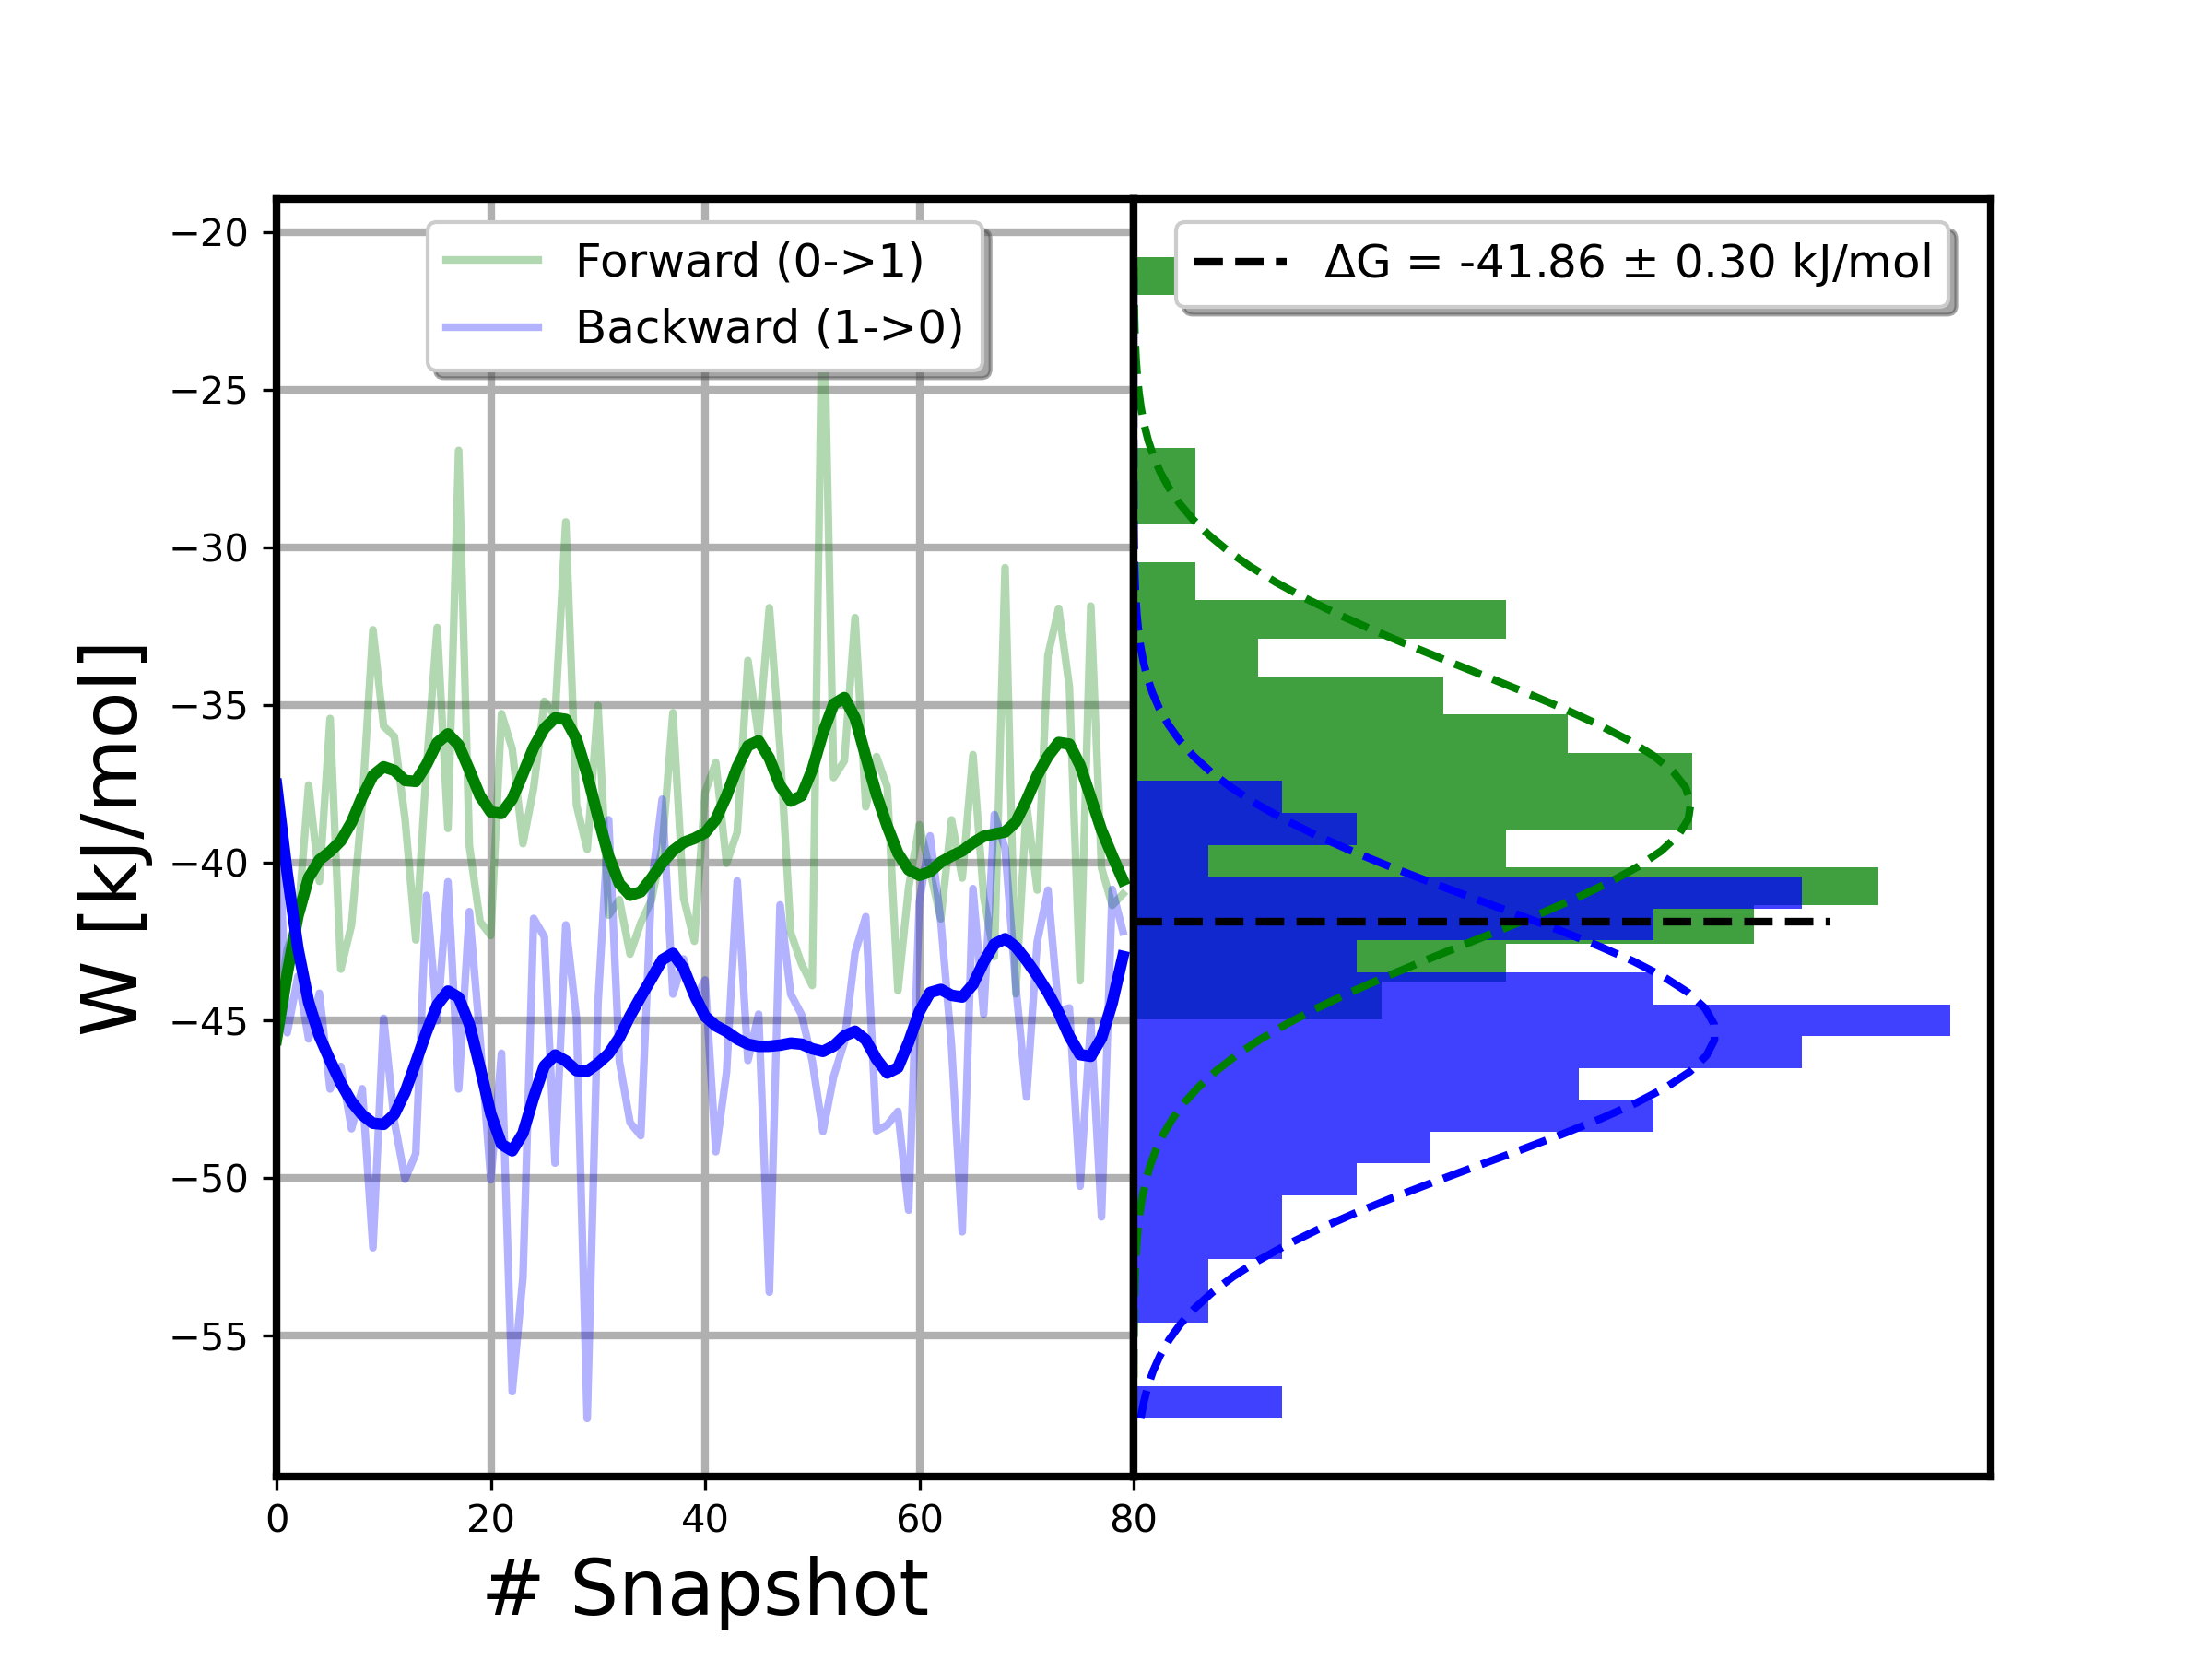 W [kJ/mol]
−20
−25
−30
−35
−40
−45
−50
−55
Forward (0->1)
Backward (1->0)
ΔG = -41.86 ± 0.30 kJ/mol
0 20 40 60 80
# Snapshot